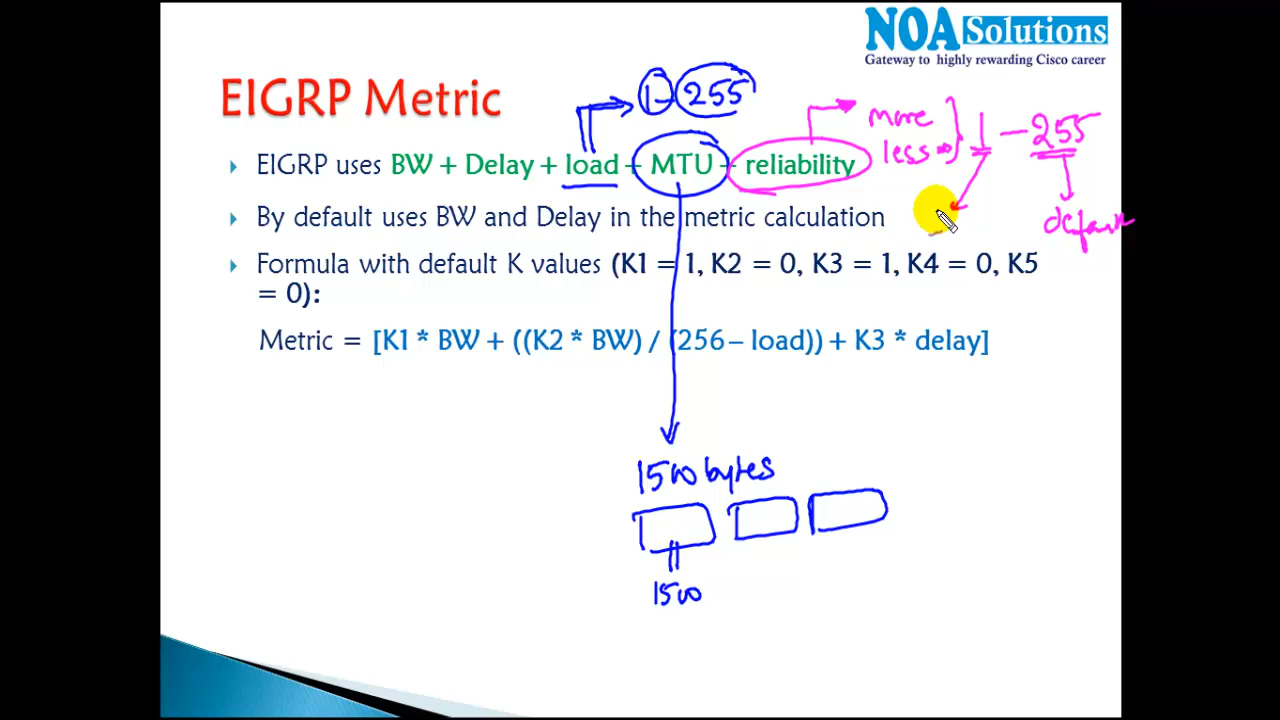 NOA Solutions
Gateway to highly rewarding Cisco career
EIGRP Metric
1-255
more
less
1 - 255
EIGRP uses BW + Delay + load + MTU + reliability
By default uses BW and Delay in the metric calculation
default
Formula with default K values (K1 = 1, K2 = 0, K3 = 1, K4 = 0, K5
= 0):
Metric = [K1 * BW + ((K2 * BW) / (256 – load)) + K3 * delay]
1500 bytes
1500